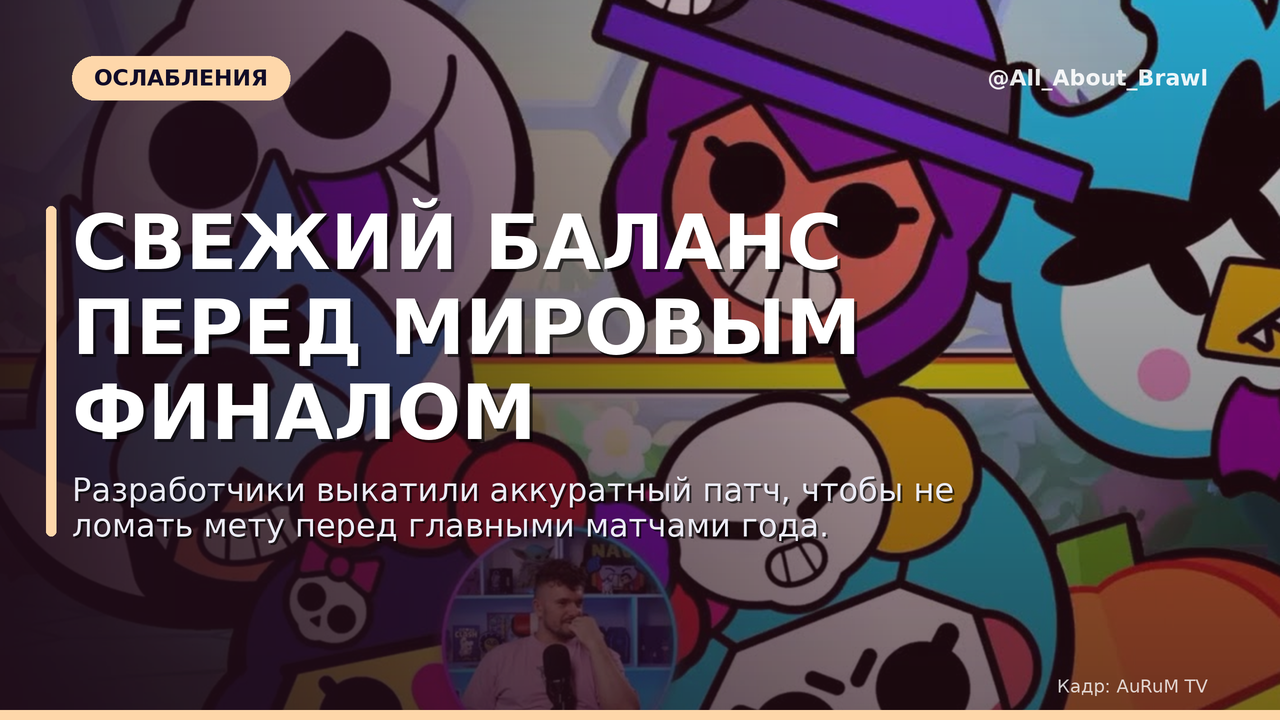 ОСЛАБЛЕНИЯ
@All_About_Brawl
СВЕЖИЙ БАЛАНС
ПЕРЕД МИРОВЫМ
ФИНАЛОМ
Разработчики выкатили аккуратный патч, чтобы не
ломать мету перед главными матчами года.
Кадр: AuRuM TV